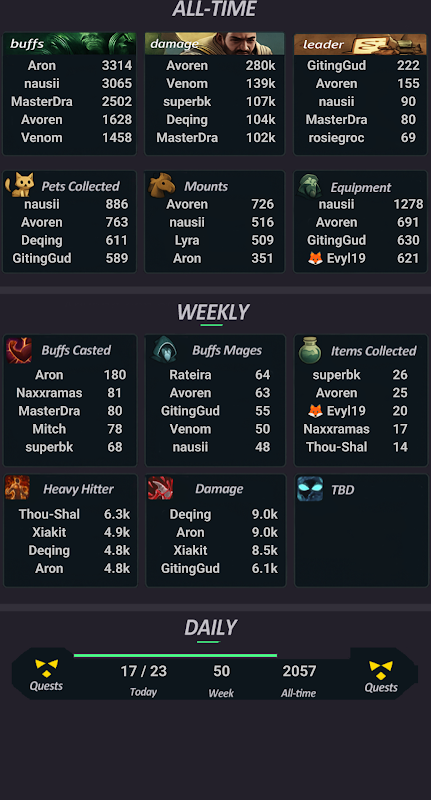 ALL-TIME
buffs damage leader
Aron 3314 Avoren 280k GitingGud 222
nausii 3065 Venom 139k Avoren 155
MasterDra 2502 superbk 107k nausii 90
Avoren 1628 Deqing 104k MasterDra 80
Venom 1458 MasterDra 102k rosiegroc 69
Pets Collected Mounts Equipment
nausii 886 Avoren 726 nausii 1278
Avoren 763 nausii 516 Avoren 691
Deqing 611 Lyra 509 GitingGud 630
GitingGud 589 Aron 351 🦊 Evyl19 621
WEEKLY
Buffs Casted Buffs Mages Items Collected
Aron 180 Rateira 64 superbk 26
Naxxramas 81 Avoren 63 Avoren 25
MasterDra 80 GitingGud 55 🦊 Evyl19 20
Mitch 78 Venom 50 Naxxramas 17
superbk 68 nausii 48 Thou-Shal 14
Heavy Hitter Damage TBD
Thou-Shal 6.3k Deqing 9.0k
Xiakit 4.9k Aron 9.0k
Deqing 4.8k Xiakit 8.5k
Aron 4.8k GitingGud 6.1k
DAILY
17 / 23 50 2057
Quests Today Week All-time Quests